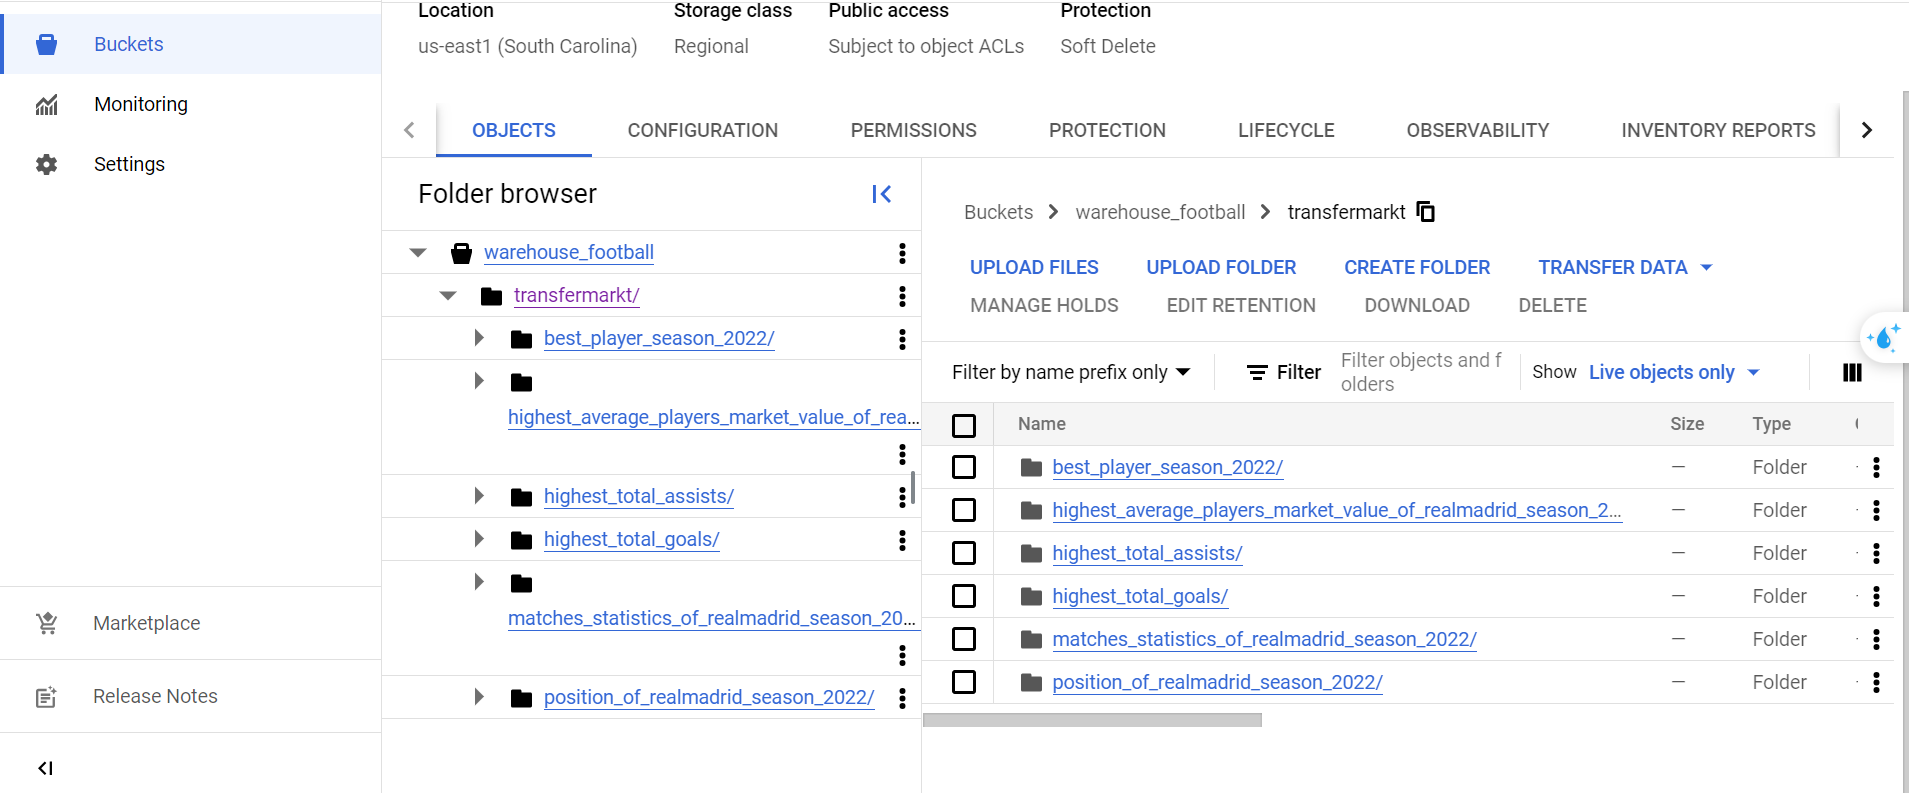 Location Storage class Public access Protection
us-east1 (South Carolina) Regional Subject to object ACLs Soft Delete
Buckets
Monitoring
Settings
OBJECTS CONFIGURATION PERMISSIONS PROTECTION LIFECYCLE OBSERVABILITY INVENTORY REPORTS
Folder browser
warehouse_football
transfermarkt/
best_player_season_2022/
highest_average_players_market_value_of_rea...
highest_total_assists/
highest_total_goals/
matches_statistics_of_realmadrid_season_20...
position_of_realmadrid_season_2022/
Buckets warehouse_football transfermarkt
UPLOAD FILES UPLOAD FOLDER CREATE FOLDER TRANSFER DATA
MANAGE HOLDS EDIT RETENTION DOWNLOAD DELETE
Filter by name prefix only Filter Filter objects and f
olders
Show Live objects only
Name Size Type
best_player_season_2022/ — Folder
highest_average_players_market_value_of_realmadrid_season_2... — Folder
highest_total_assists/ — Folder
highest_total_goals/ — Folder
matches_statistics_of_realmadrid_season_2022/ — Folder
position_of_realmadrid_season_2022/ — Folder
Marketplace
Release Notes